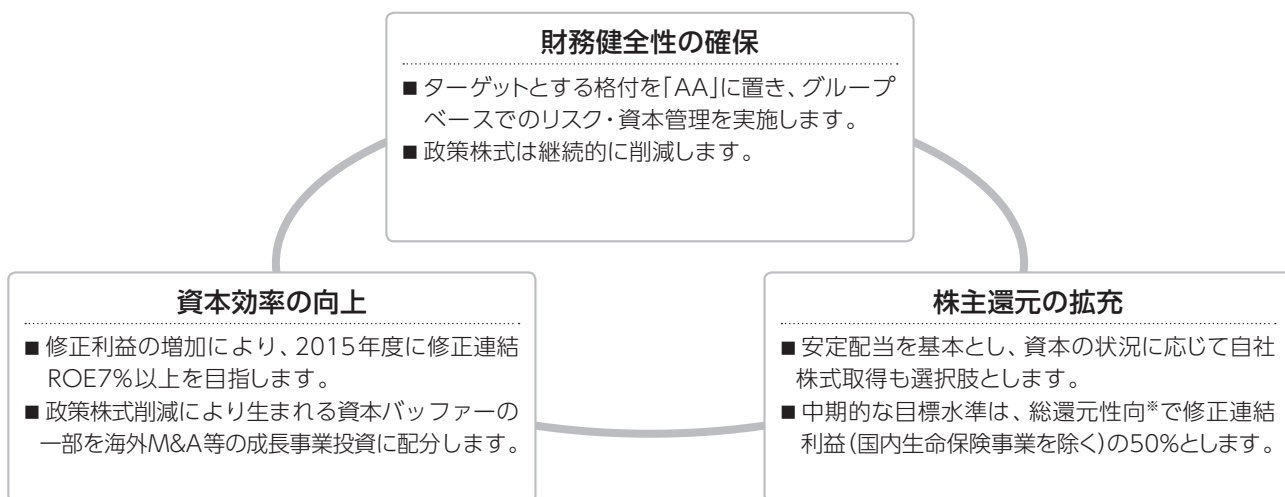 財務健全性の確保
■ターゲットとする格付を「AA」に置き、グループ
ベースでのリスク・資本管理を実施します。
■政策株式は継続的に削減します。
資本効率の向上
■修正利益の増加により、2015年度に修正連結
ROE7%以上を目指します。
■政策株式削減により生まれる資本バッファーの
一部を海外M&A等の成長事業投資に配分します。
株主還元の拡充
■安定配当を基本とし、資本の状況に応じて自社
株式取得も選択肢とします。
■中期的な目標水準は、総還元性向※で修正連結
利益(国内生命保険事業を除く)の50%とします。